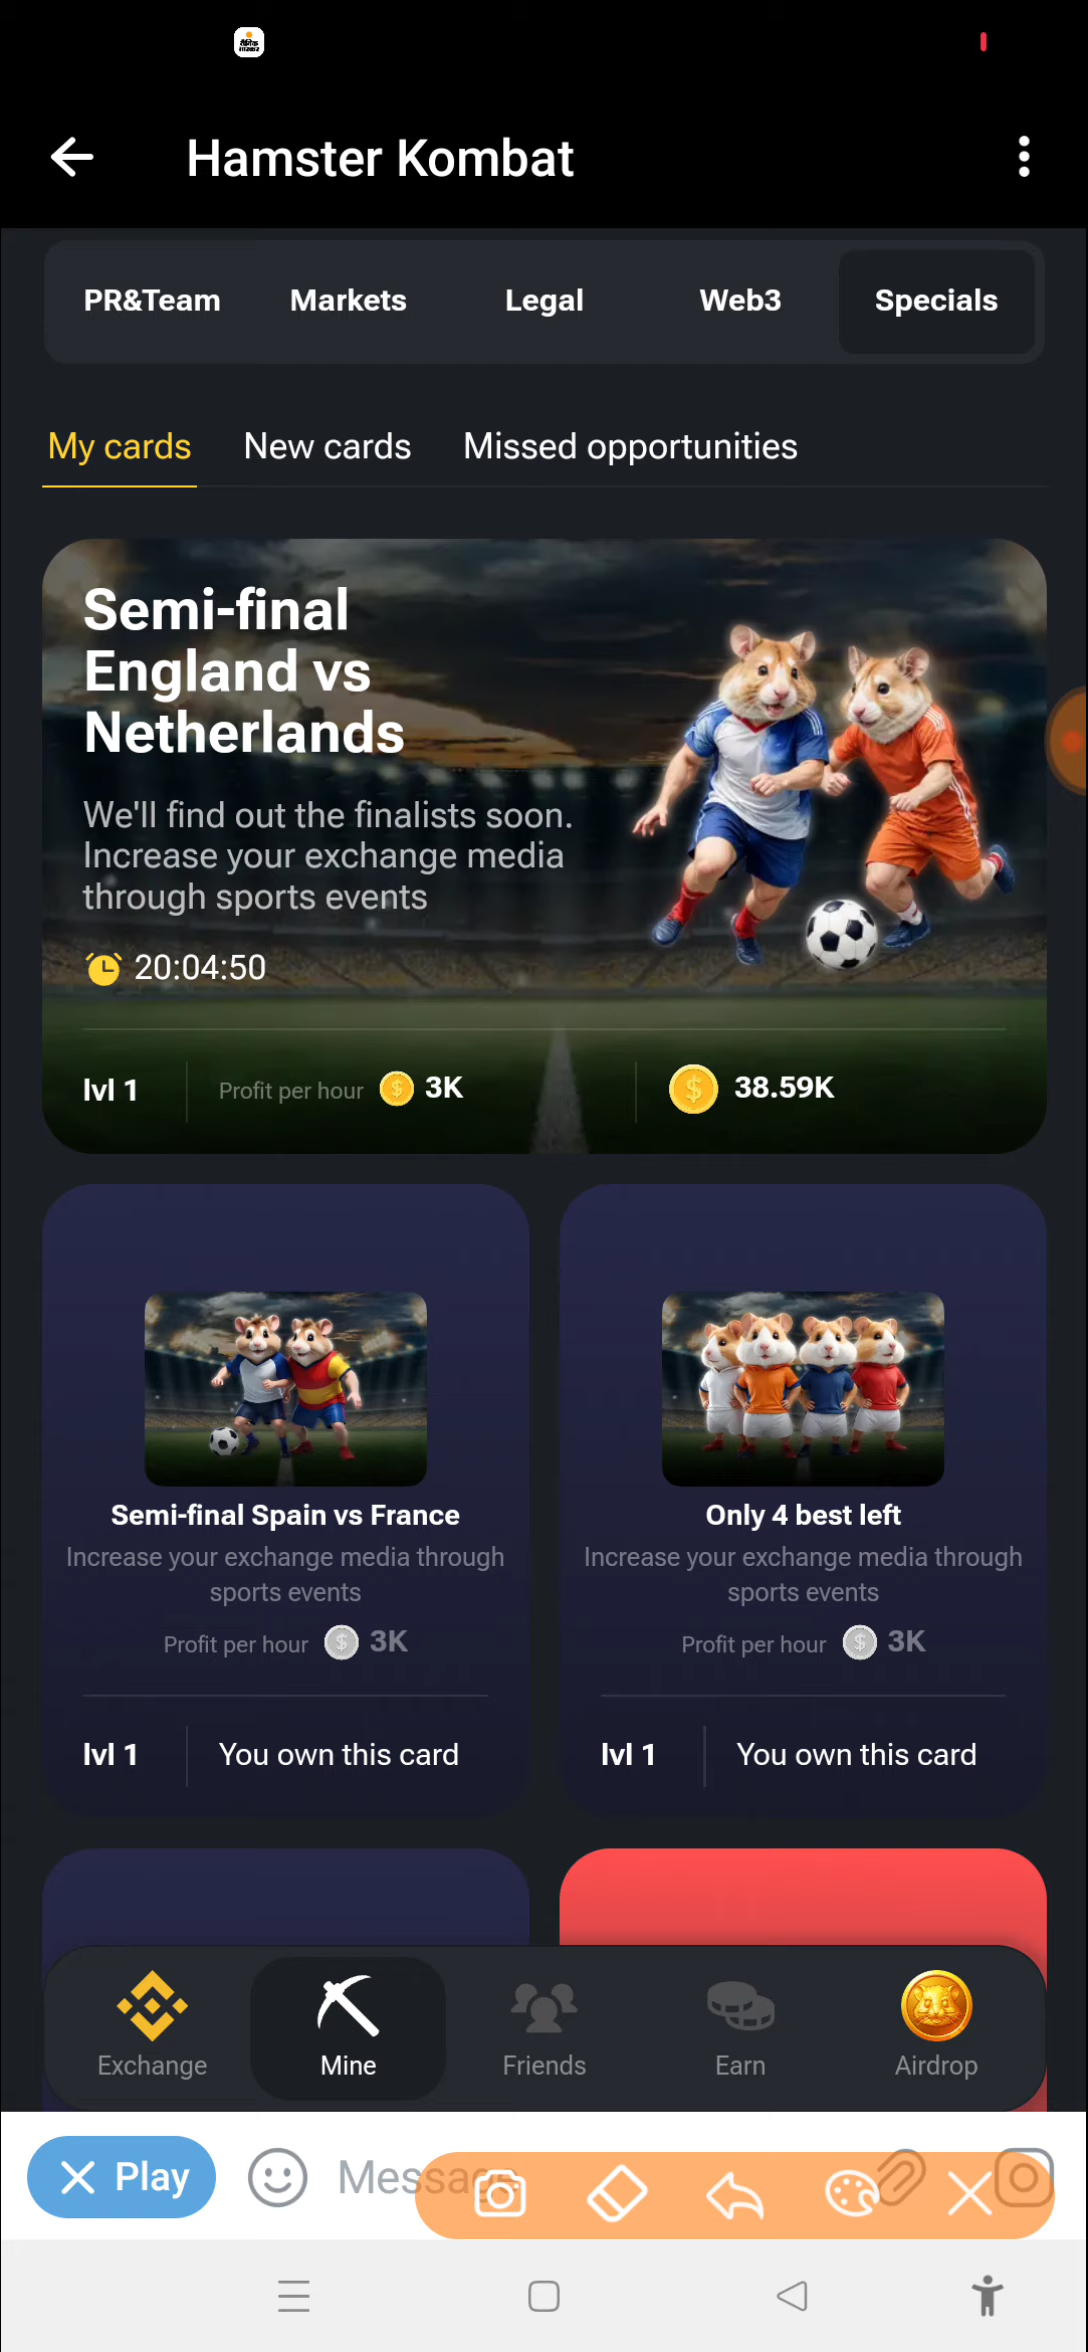 दैनिक
भास्कर
Hamster Kombat
PR&Team Markets Legal Web3 Specials
My cards New cards Missed opportunities
Semi-final
England vs
Netherlands
We'll find out the finalists soon.
Increase your exchange media
through sports events
20:04:50
lvl 1 Profit per hour 3K 38.59K
Semi-final Spain vs France
Increase your exchange media through
sports events
Profit per hour 3K
lvl 1 You own this card
Only 4 best left
Increase your exchange media through
sports events
Profit per hour 3K
lvl 1 You own this card
Exchange Mine Friends Earn Airdrop
Play Message